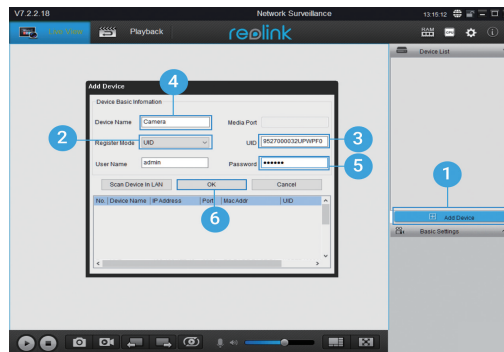 V7.2.2.18 Network Surveillance 13:15:12
Live View Playback reolink RAM CPU
Device List
Add Device
4
Device Basic Infomation
Device Name Camera Media Port
2 Register Mode UID UID 9527000032UPWPF0 3
User Name admin Password ●●●●●● 5
1
Scan Device In LAN OK Cancel
No. Device Name IP Address Port Mac Addr UID
6
Add Device
Basic Settings